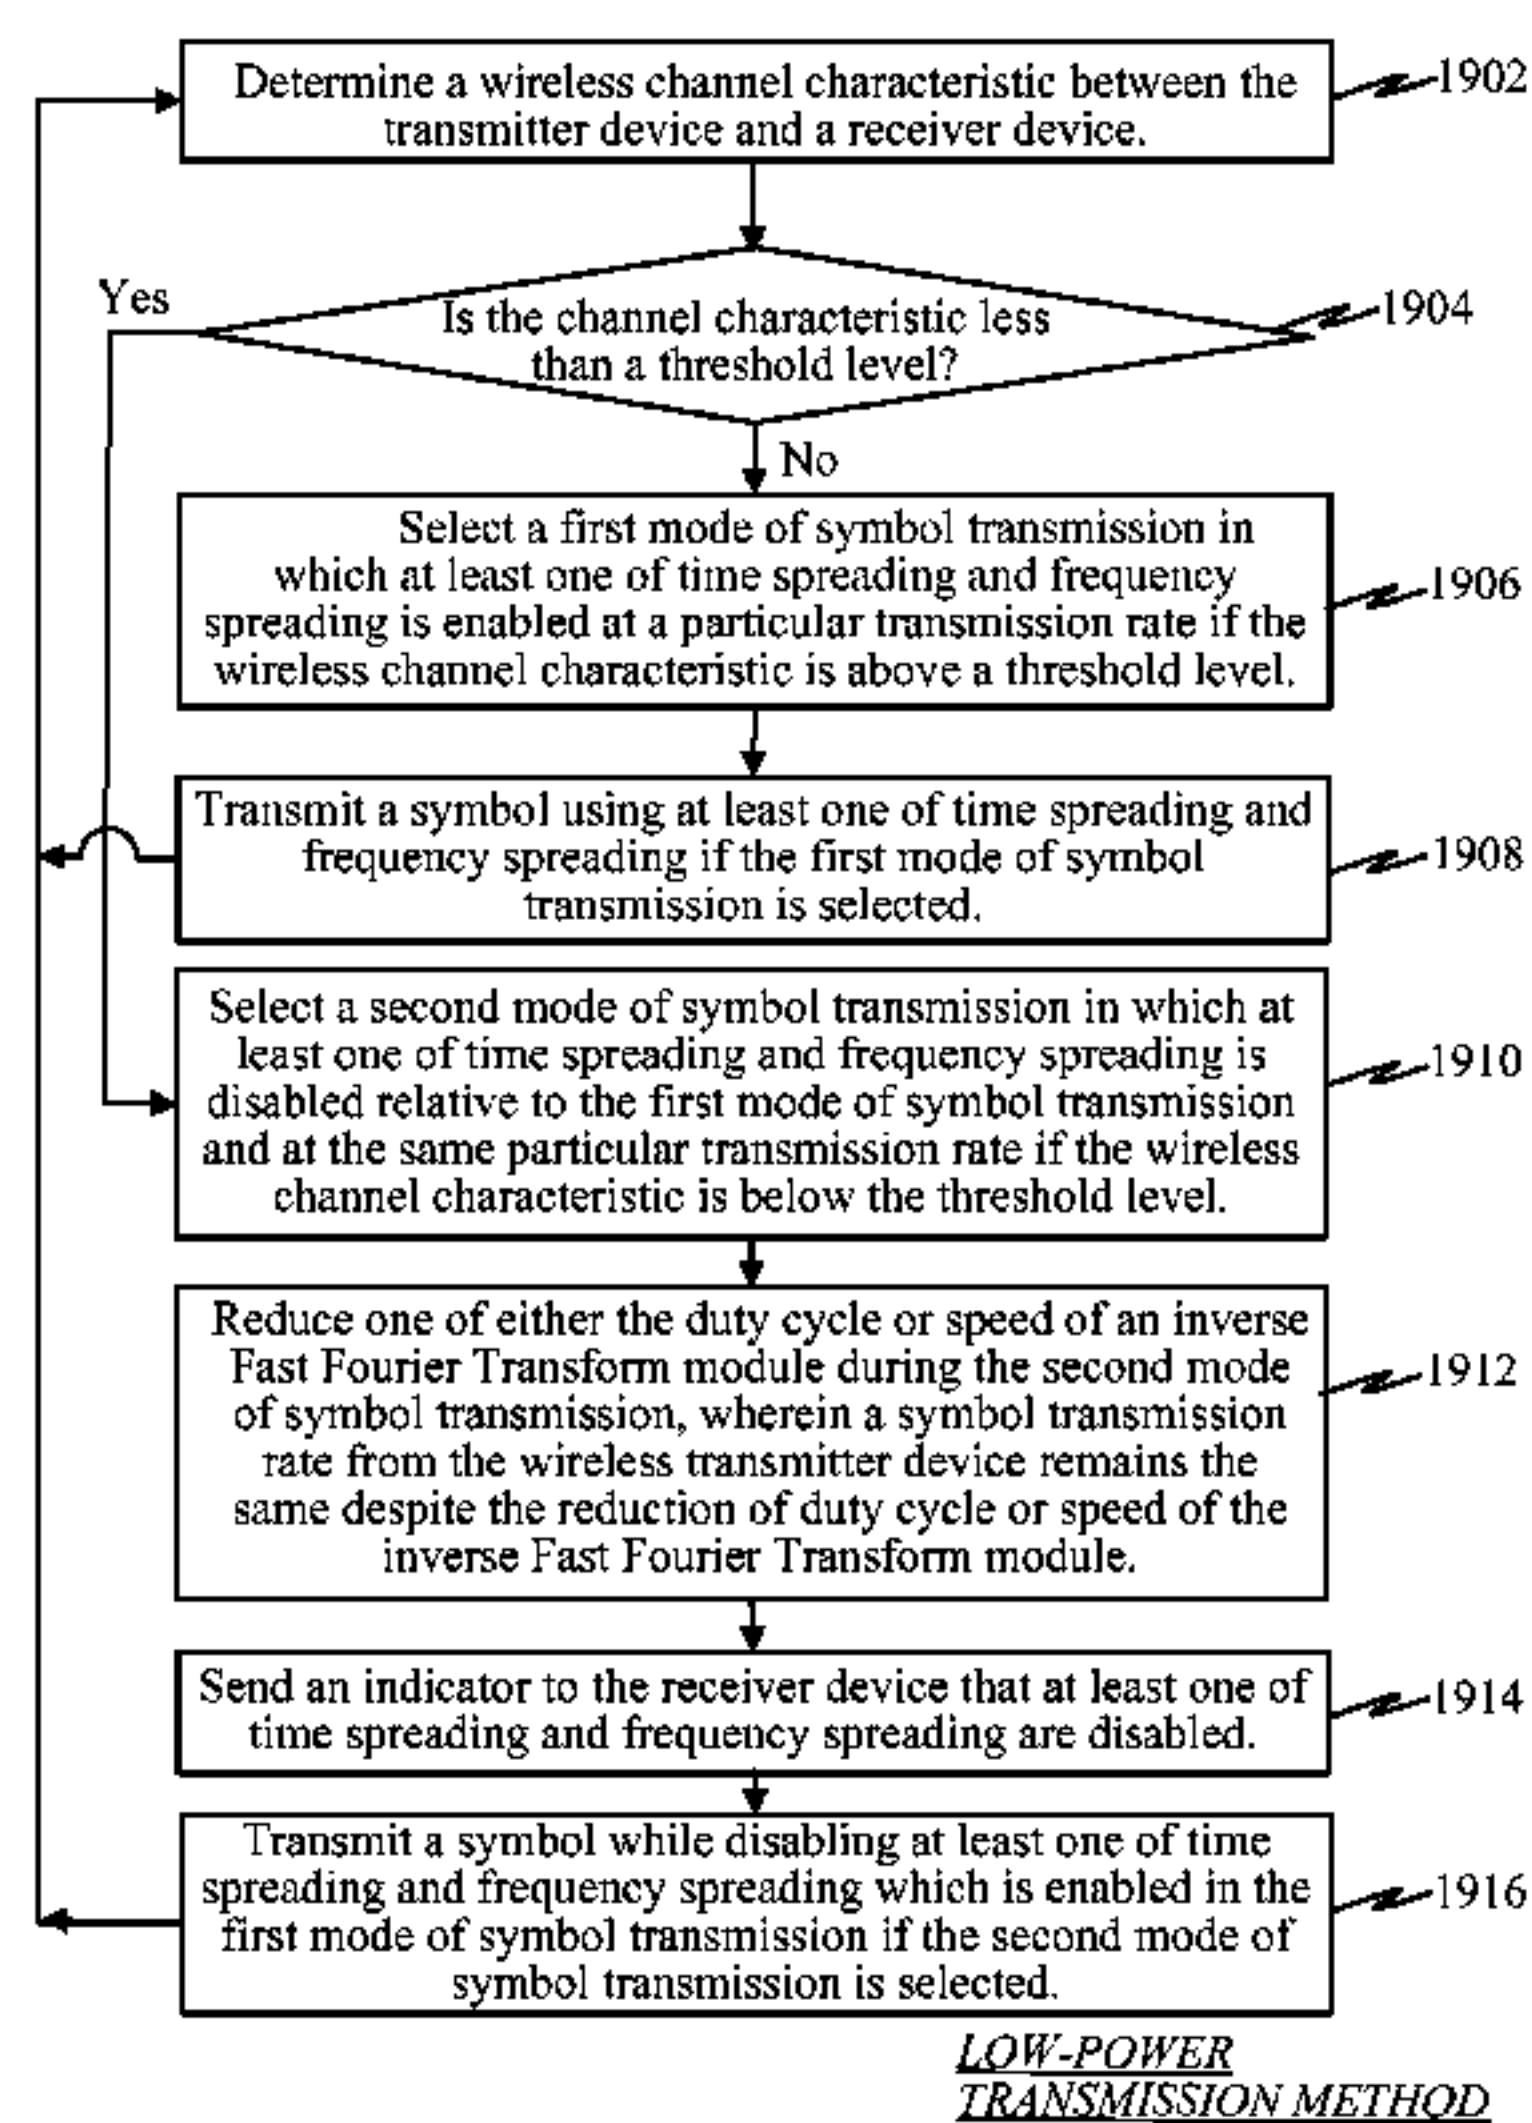 Determine a wireless channel characteristic between the
transmitter device and a receiver device.
1902
Yes
Is the channel characteristic less
than a threshold level?
1904
No
Select a first mode of symbol transmission in
which at least one of time spreading and frequency
spreading is enabled at a particular transmission rate if the
wireless channel characteristic is above a threshold level.
1906
Transmit a symbol using at least one of time spreading and
frequency spreading if the first mode of symbol
transmission is selected.
1908
Select a second mode of symbol transmission in which at
least one of time spreading and frequency spreading is
disabled relative to the first mode of symbol transmission
and at the same particular transmission rate if the wireless
channel characteristic is below the threshold level.
1910
Reduce one of either the duty cycle or speed of an inverse
Fast Fourier Transform module during the second mode
of symbol transmission, wherein a symbol transmission
rate from the wireless transmitter device remains the
same despite the reduction of duty cycle or speed of the
inverse Fast Fourier Transform module.
1912
Send an indicator to the receiver device that at least one of
time spreading and frequency spreading are disabled.
1914
Transmit a symbol while disabling at least one of time
spreading and frequency spreading which is enabled in the
first mode of symbol transmission if the second mode of
symbol transmission is selected.
1916
LOW-POWER
TRANSMISSION METHOD